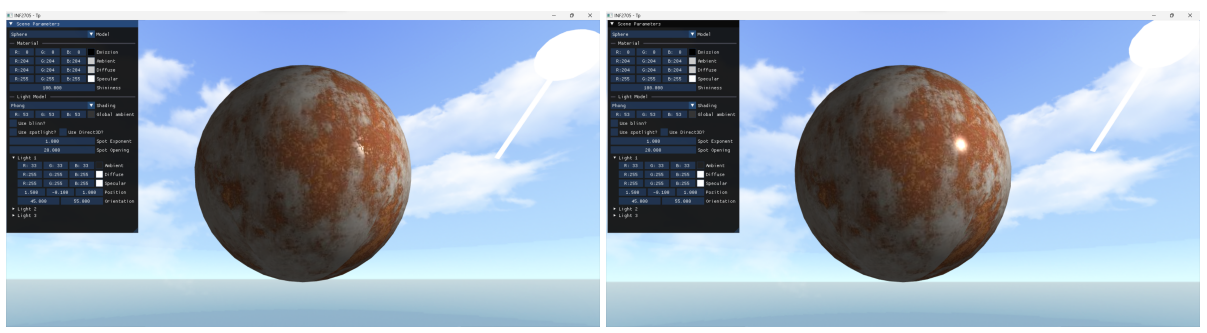 INF2705 - Tp
Scene Parameters
Sphere Model
Material
R: 0 G: 0 B: 0 Emission
R:204 G:204 B:204 Ambient
R:204 G:204 B:204 Diffuse
R:255 G:255 B:255 Specular
100.000 Shininess
Light Model
Phong Shading
R: 53 G: 53 B: 53 Global ambient
Use blinn?
Use spotlight? Use Direct3D?
1.000 Spot Exponent
20.000 Spot Opening
Light 1
R: 33 G: 33 B: 33 Ambient
R:255 G:255 B:255 Diffuse
R:255 G:255 B:255 Specular
1.500 -0.100 1.000 Position
45.000 55.000 Orientation
Light 2
Light 3
INF2705 - Tp
Scene Parameters
Sphere Model
Material
R: 0 G: 0 B: 0 Emission
R:204 G:204 B:204 Ambient
R:204 G:204 B:204 Diffuse
R:255 G:255 B:255 Specular
100.000 Shininess
Light Model
Phong Shading
R: 53 G: 53 B: 53 Global ambient
Use blinn?
Use spotlight? Use Direct3D?
1.000 Spot Exponent
20.000 Spot Opening
Light 1
R: 33 G: 33 B: 33 Ambient
R:255 G:255 B:255 Diffuse
R:255 G:255 B:255 Specular
1.500 -0.100 1.000 Position
45.000 55.000 Orientation
Light 2
Light 3